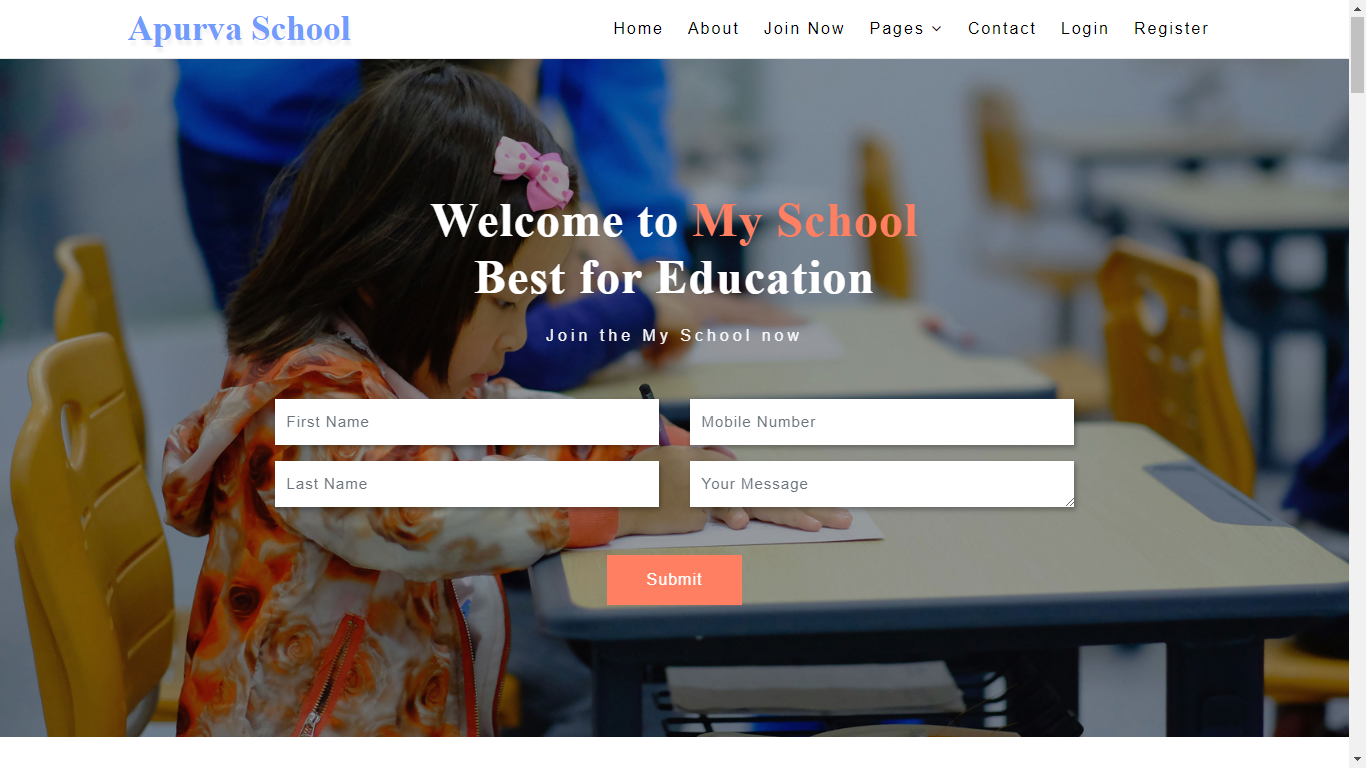 Apurva School
Home About Join Now Pages Contact Login Register
Welcome to My School
Best for Education
Join the My School now
First Name
Mobile Number
Last Name
Your Message
Submit